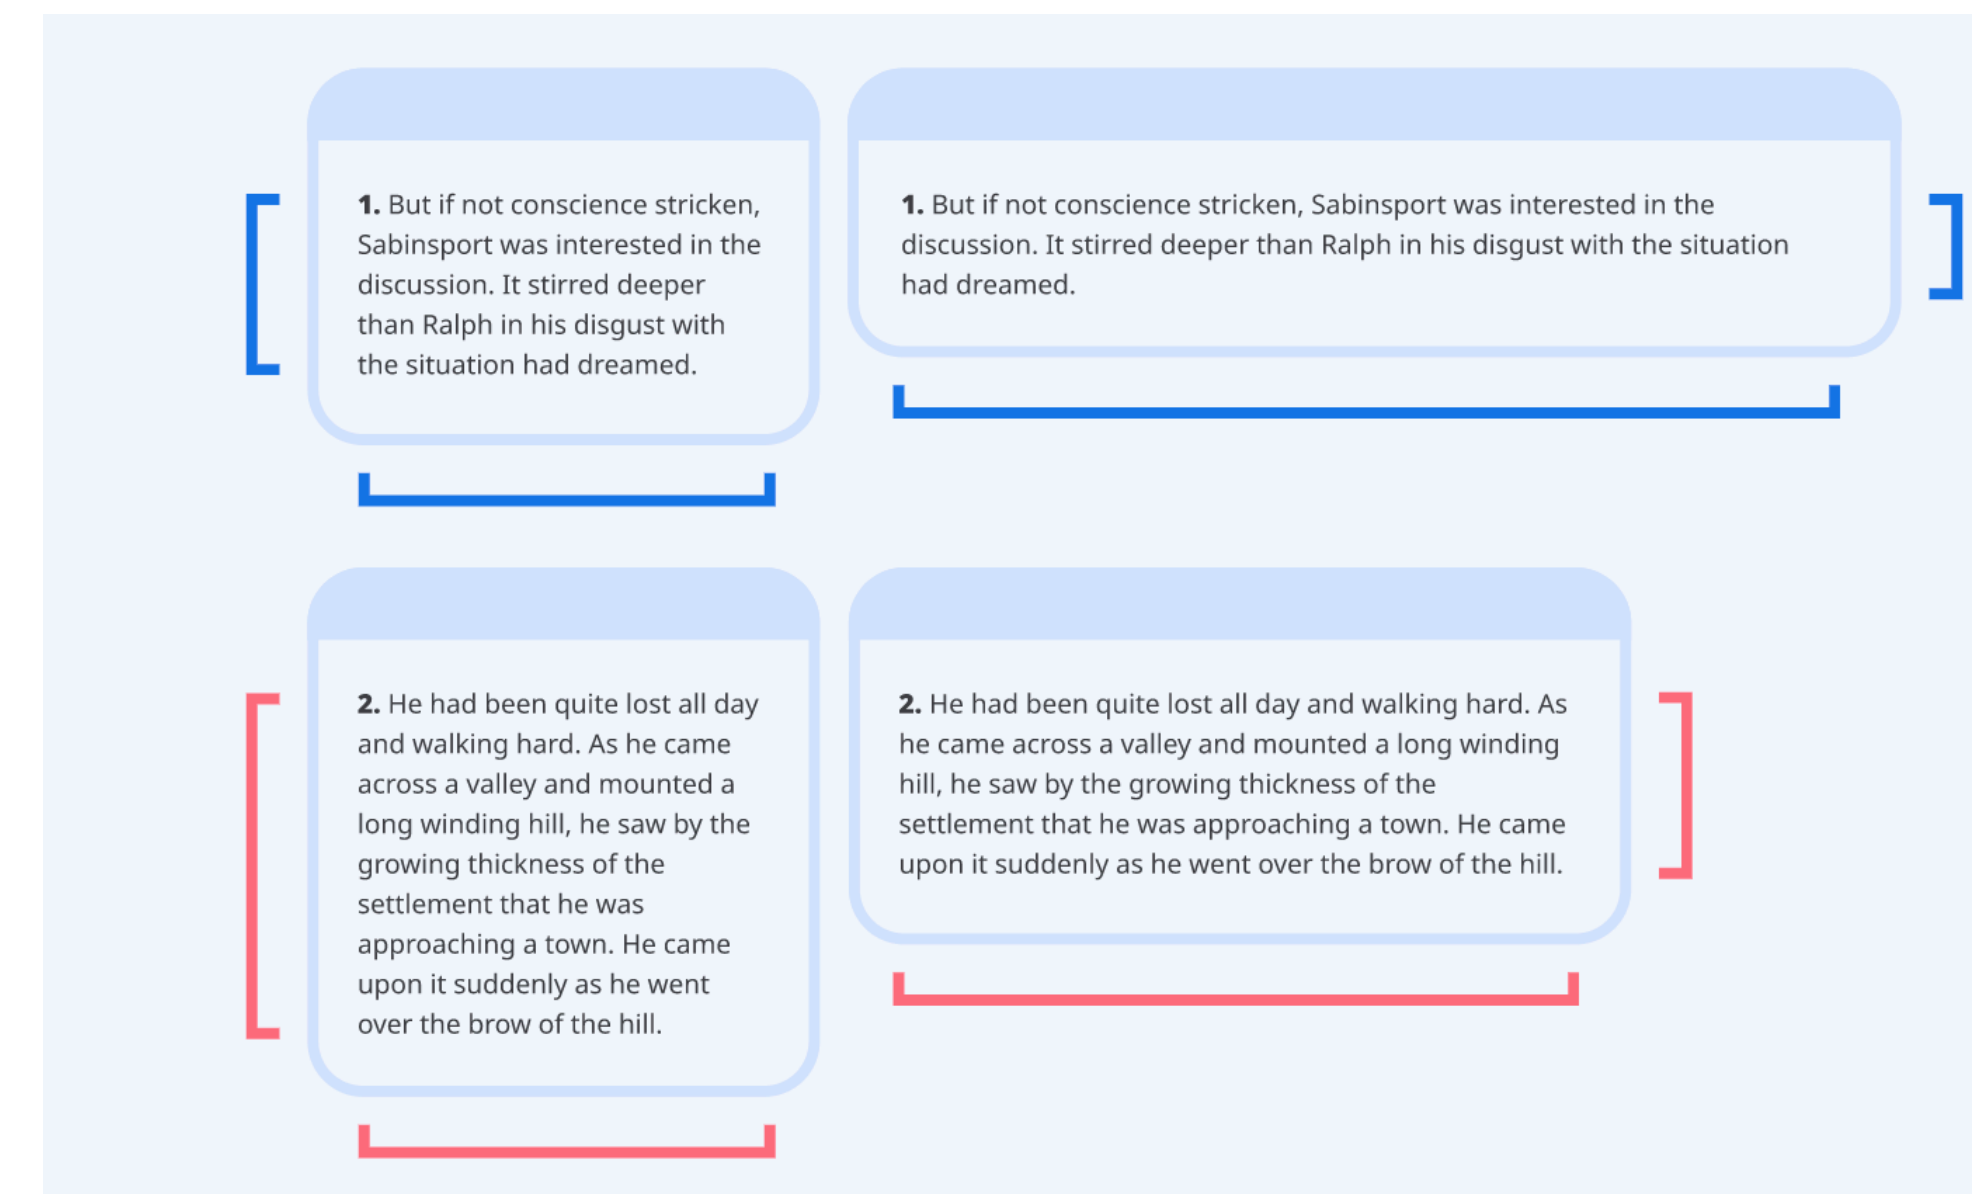 1. But if not conscience stricken,
Sabinsport was interested in the
discussion. It stirred deeper
than Ralph in his disgust with
the situation had dreamed.
1. But if not conscience stricken, Sabinsport was interested in the
discussion. It stirred deeper than Ralph in his disgust with the situation
had dreamed.
2. He had been quite lost all day
and walking hard. As he came
across a valley and mounted a
long winding hill, he saw by the
growing thickness of the
settlement that he was
approaching a town. He came
upon it suddenly as he went
over the brow of the hill.
2. He had been quite lost all day and walking hard. As
he came across a valley and mounted a long winding
hill, he saw by the growing thickness of the
settlement that he was approaching a town. He came
upon it suddenly as he went over the brow of the hill.